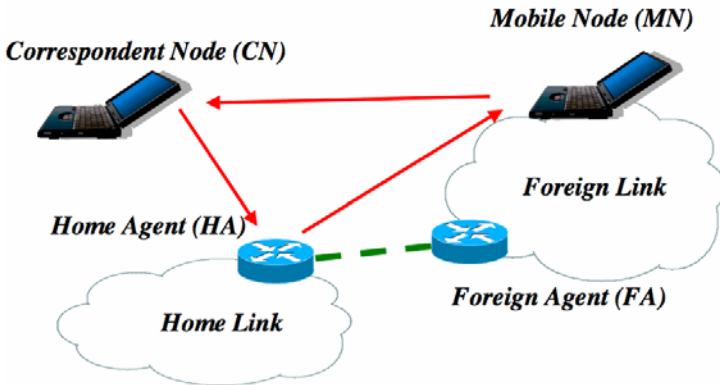 Mobile Node (MN)
Correspondent Node (CN)
Foreign Link
Home Agent (HA)
Foreign Agent (FA)
Home Link